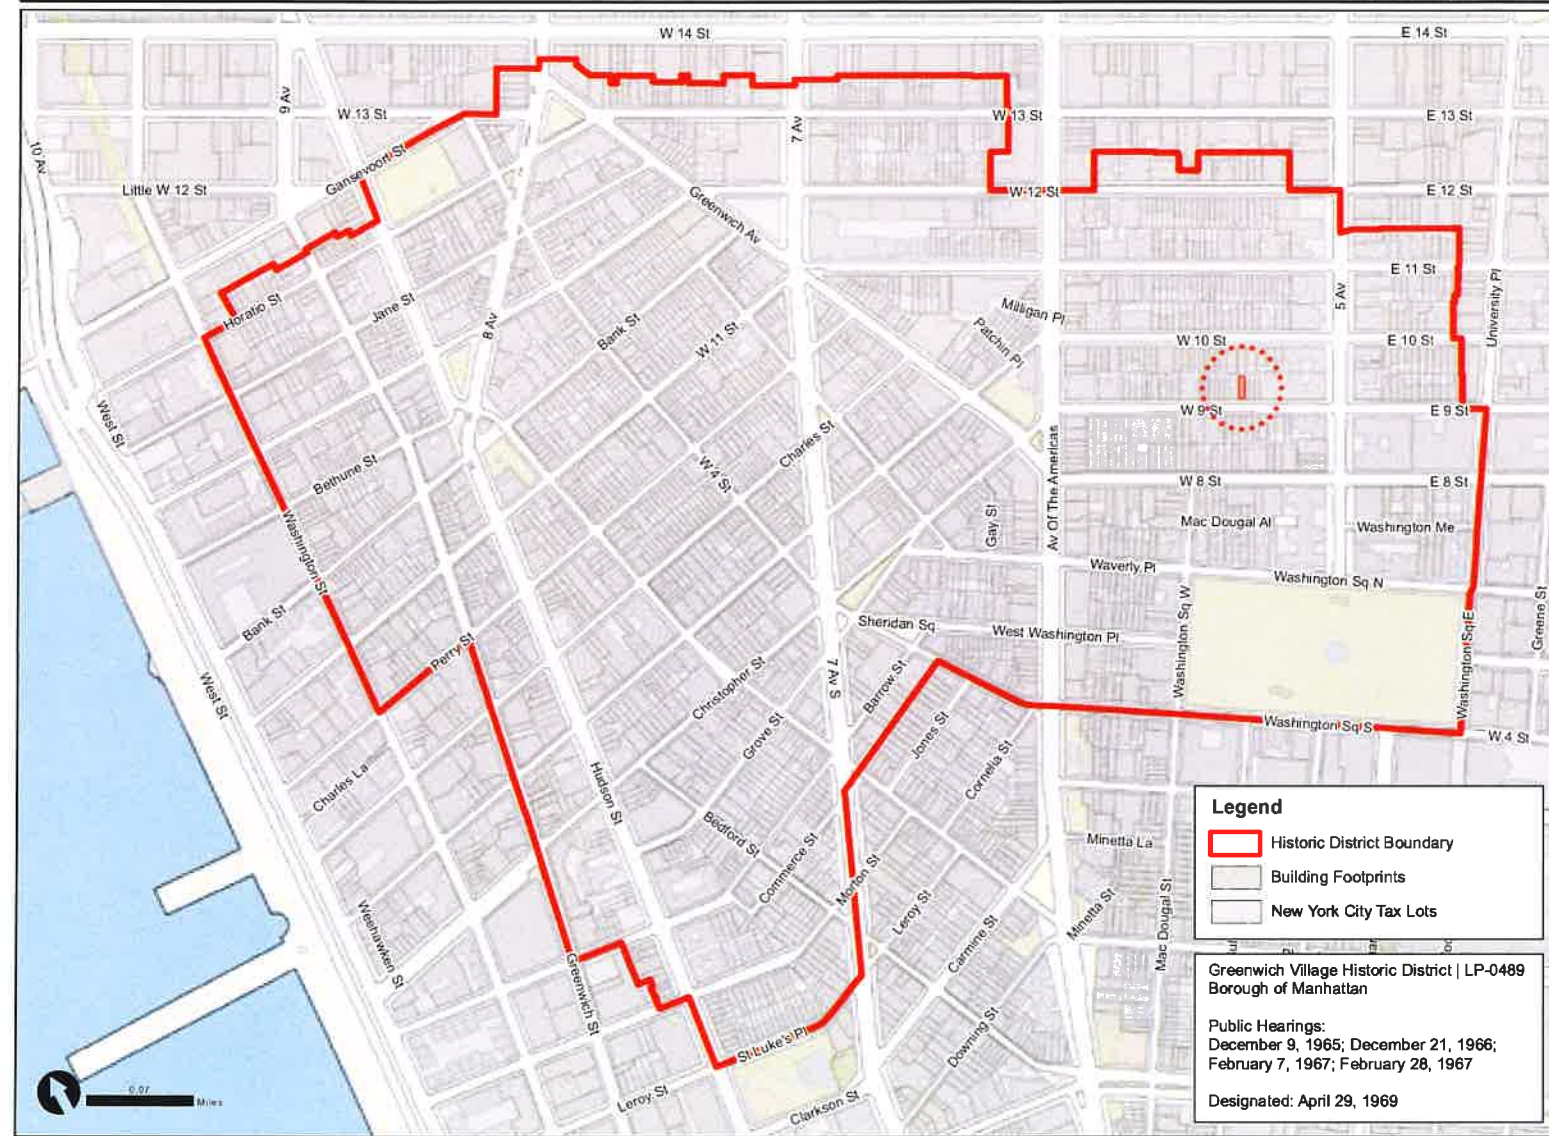 W 14 St
E 14 St
9 Av
W 13 St
7 Av
W 13 St
E 13 St
10 Av
Gansevoort St
Little W 12 St
W 12 St
E 12 St
Greenwich Av
E 11 St
5 Av
University Pl
Horatio St
Jane St
8 Av
Bank St
W 11 St
Milligan Pl
Patchin Pl
W 10 St
E 10 St
West St
W 9 St
E 9 St
Charles St
W 4 St
Av Of The Americas
Bethune St
W 8 St
E 8 St
Gay St
Mac Dougal Al
Washington Me
Washington St
Waverly Pl
Washington Sq N
Bank St
Sheridan Sq
West Washington Pl
Washington Sq W
Washington Sq E
Greene St
Perry St
West St
Christopher St
7 Av S
Barrow St
Grove St
Jones St
Washington Sq S
W 4 St
Cornelia St
Charles La
Hudson St
Bedford St
Commerce St
Morton St
Minetta La
Leroy St
Carmine St
Minetta St
Mac Dougal St
Weehawken St
Greenwich St
St Luke's Pl
Downing St
Leroy St
Clarkson St
0.07
Miles
Legend
Historic District Boundary
Building Footprints
New York City Tax Lots
Greenwich Village Historic District | LP-0489
Borough of Manhattan
Public Hearings:
December 9, 1965; December 21, 1966;
February 7, 1967; February 28, 1967
Designated: April 29, 1969